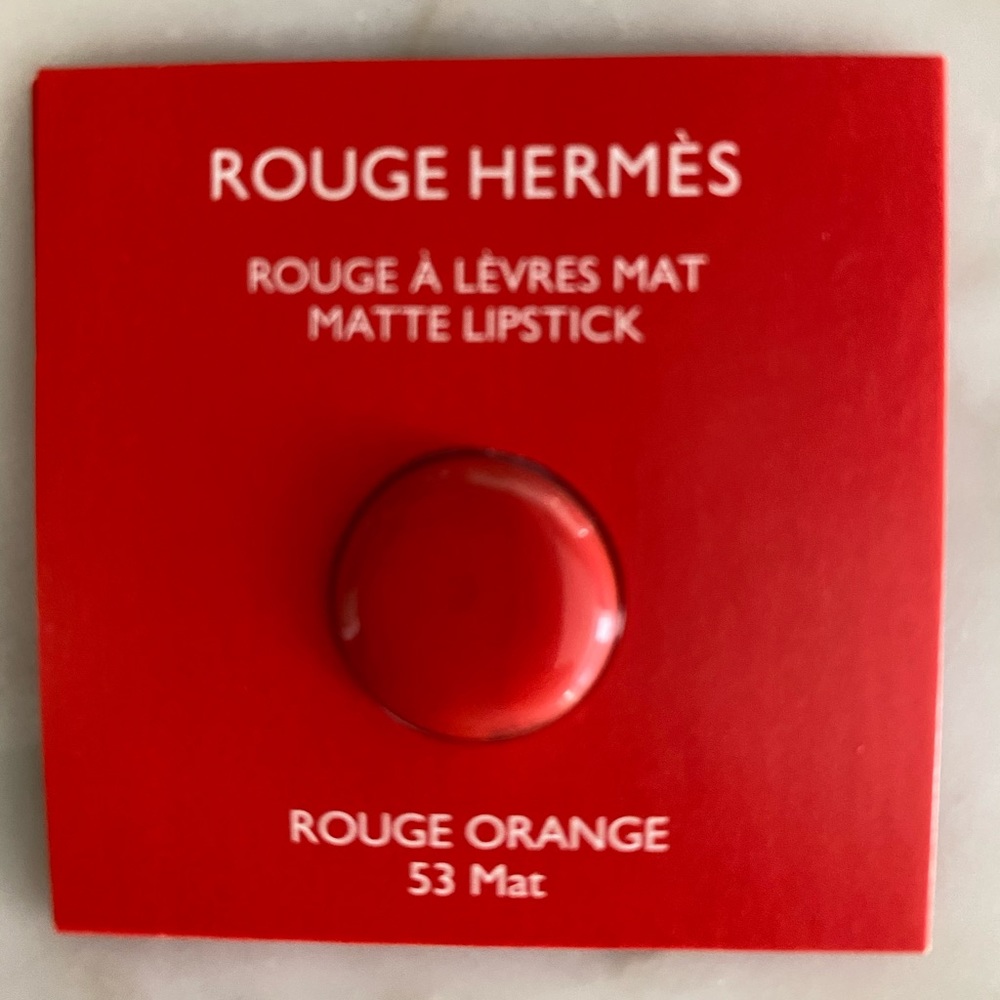 ROUGE HERMÈS
ROUGE À LÈVRES MAT
MATTE LIPSTICK
ROUGE ORANGE
53 Mat